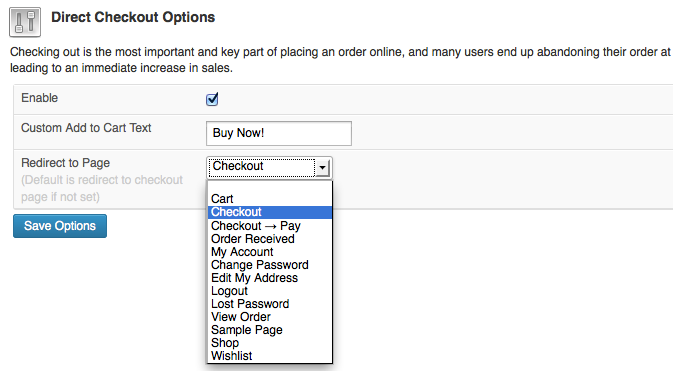 Direct Checkout Options
Checking out is the most important and key part of placing an order online, and many users end up abandoning their order at
leading to an immediate increase in sales.
Enable
Custom Add to Cart Text
Buy Now!
Redirect to Page
Checkout
(Default is redirect to checkout
page if not set)
Cart
Checkout
Checkout → Pay
Order Received
My Account
Change Password
Edit My Address
Logout
Lost Password
View Order
Sample Page
Shop
Wishlist
Save Options